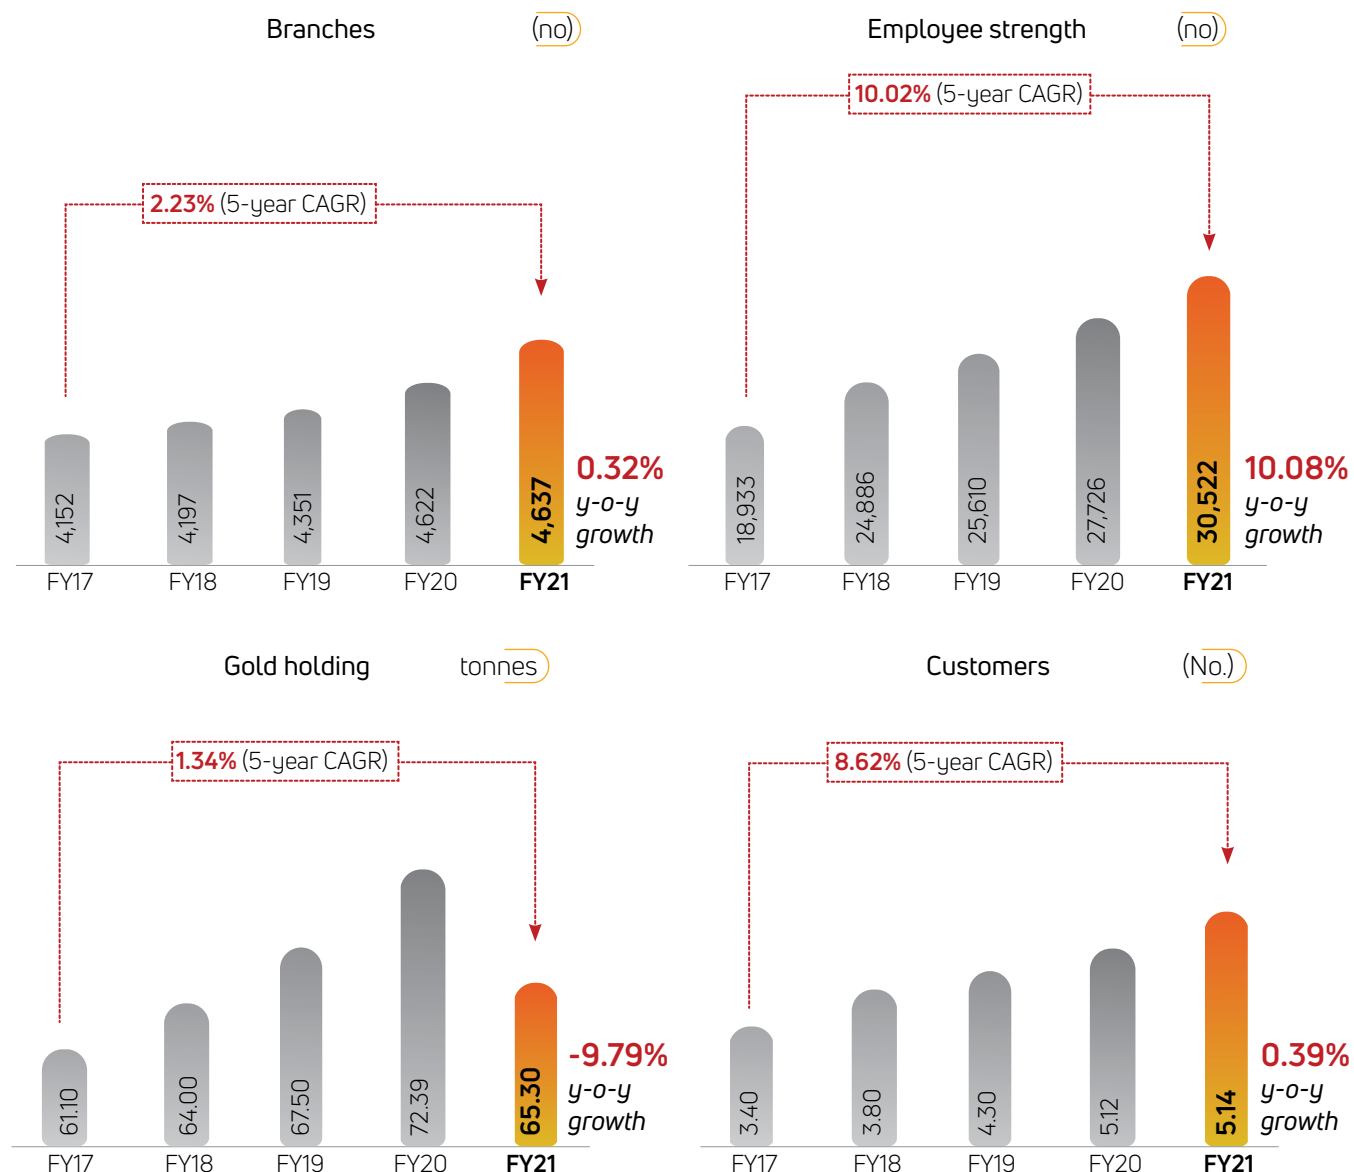 Branches (no)
2.23% (5-year CAGR)
4,152
4,197
4,351
4,622
4,637
0.32%
y-o-y
growth
FY17 FY18 FY19 FY20 FY21
Employee strength (no)
10.02% (5-year CAGR)
18,933
24,886
25,610
27,726
30,522
10.08%
y-o-y
growth
FY17 FY18 FY19 FY20 FY21
Gold holding tonnes
1.34% (5-year CAGR)
61.10
64.00
67.50
72.39
65.30
-9.79%
y-o-y
growth
FY17 FY18 FY19 FY20 FY21
Customers (No.)
8.62% (5-year CAGR)
3.40
3.80
4.30
5.12
5.14
0.39%
y-o-y
growth
FY17 FY18 FY19 FY20 FY21